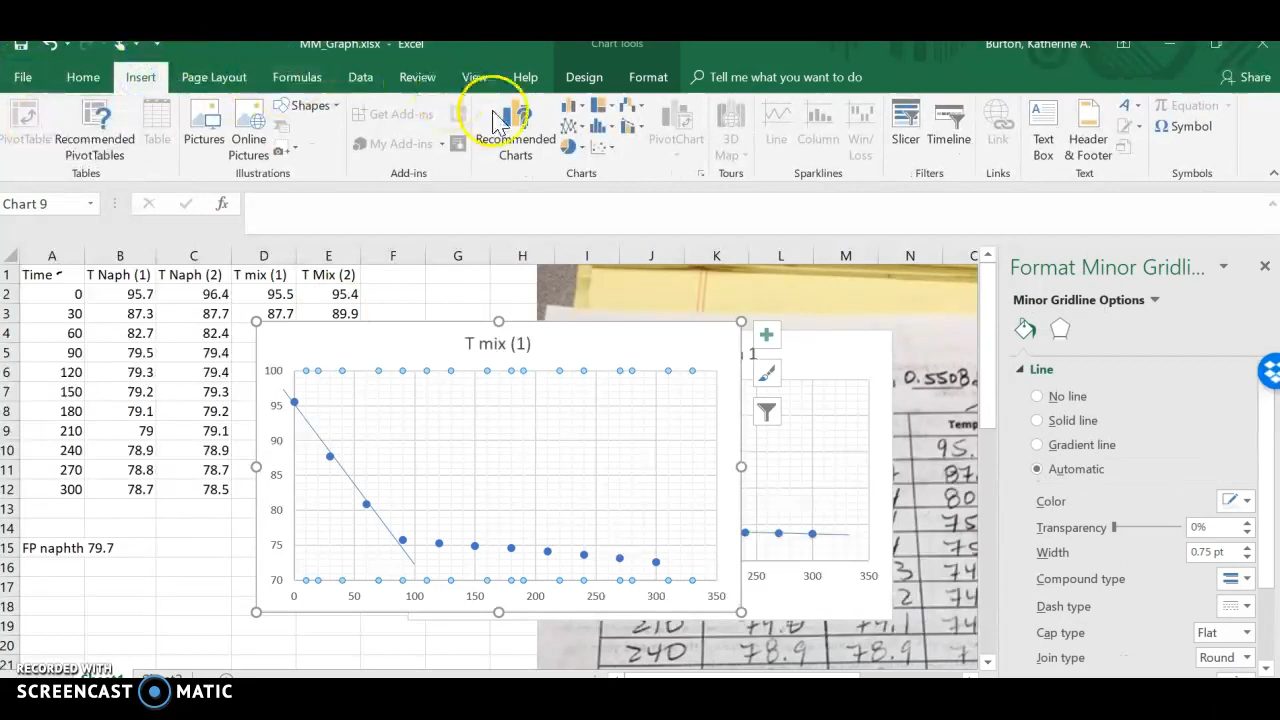 MM_Graph.xlsx - Excel
Chart Tools
Burton, Katherine A.
File Home Insert Page Layout Formulas Data Review View Help Design Format Tell me what you want to do Share
PivotTable Recommended PivotTables Table
Tables
Pictures Online Pictures Shapes
Illustrations
Get Add-ins
My Add-ins
Add-ins
Recommended Charts
PivotChart
Charts
3D Map
Tours
Line Column Win/Loss
Sparklines
Slicer Timeline
Filters
Link
Links
Text Box Header & Footer
Text
Equation
Symbol
Symbols
Chart 9
fx
A B C D E F G H I J K L M N
1 Time T Naph (1) T Naph (2) T mix (1) T Mix (2)
2 0 95.7 96.4 95.5 95.4
3 30 87.3 87.7 87.7 89.9
4 60 82.7 82.4
5 90 79.5 79.4
6 120 79.3 79.4
7 150 79.2 79.3
8 180 79.1 79.2
9 210 79 79.1
10 240 78.9 78.9
11 270 78.8 78.7
12 300 78.7 78.5
13
14
15 FP naphth 79.7
16
17
18
19
20
21
T mix (1)
100
95
90
85
80
75
70
0 50 100 150 200 250 300 350
1
250 300 350
0.5508
Temp
95.
87.
240 78.9 78.9
Format Minor Gridli...
Minor Gridline Options
Line
No line
Solid line
Gradient line
Automatic
Color
Transparency 0%
Width 0.75 pt
Compound type
Dash type
Cap type Flat
Join type Round
RECORDED WITH
SCREENCAST MATIC